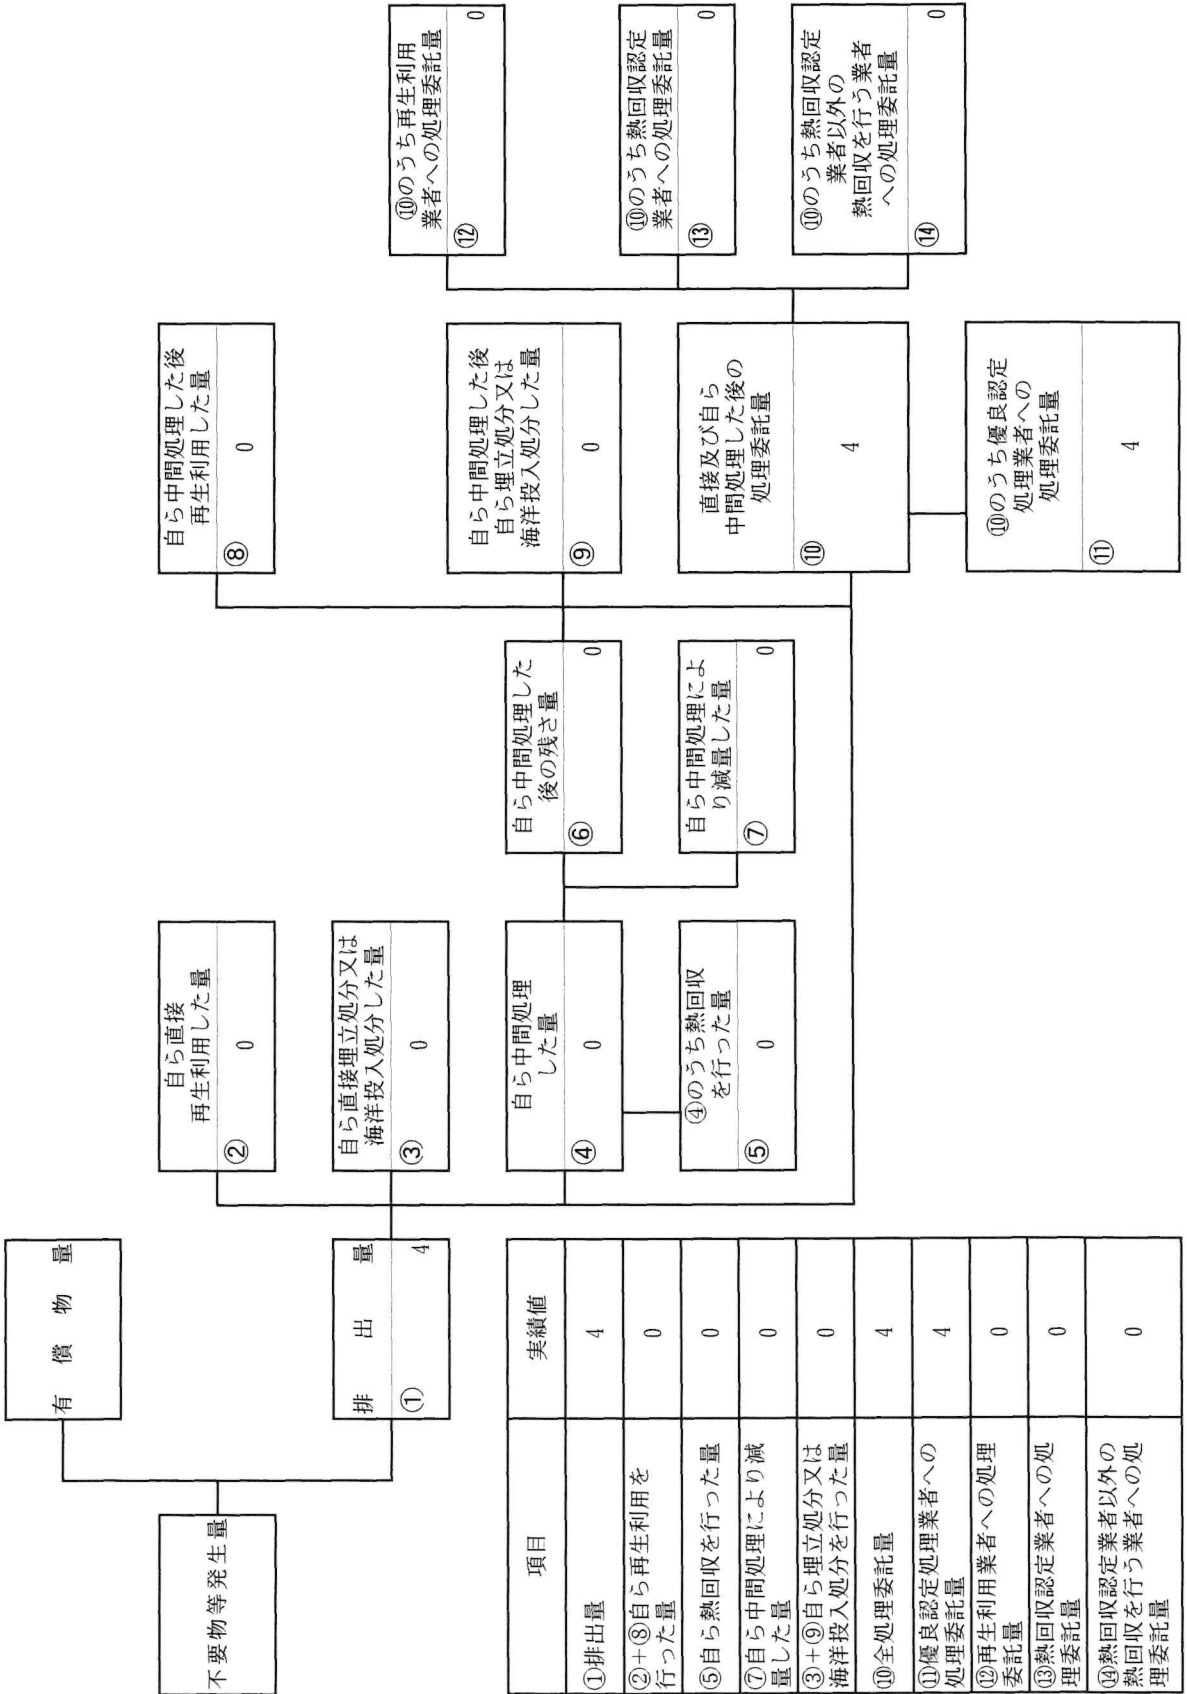 不要物等発生量
有償物量
排出量
① 4
自ら直接
再生利用した量
② 0
自ら直接埋立処分又は
海洋投入処分した量
③ 0
自ら中間処理
した量
④ 0
④のうち熱回収
を行った量
⑤ 0
自ら中間処理した
後の残さ量
⑥ 0
自ら中間処理によ
り減量した量
⑦ 0
自ら中間処理した後
再生利用した量
⑧ 0
自ら中間処理した後
自ら埋立処分又は
海洋投入処分した量
⑨ 0
直接及び自ら
中間処理した後の
処理委託量
⑩ 4
⑩のうち優良認定
処理業者への
処理委託量
⑪ 4
⑩のうち再生利用
業者への処理委託量
⑫ 0
⑩のうち熱回収認定
業者への処理委託量
⑬ 0
⑩のうち熱回収認定
業者以外の
熱回収を行う業者
への処理委託量
⑭ 0
項目 実績値
①排出量 4
②+⑧自ら再生利用を
行った量 0
⑤自ら熱回収を行った量 0
⑦自ら中間処理により減
量した量 0
③+⑨自ら埋立処分又は
海洋投入処分を行った量 0
⑩全処理委託量 4
⑪優良認定処理業者への
処理委託量 4
⑫再生利用業者への処理
委託量 0
⑬熱回収認定業者への処
理委託量 0
⑭熱回収認定業者以外の
熱回収を行う業者への処
理委託量 0